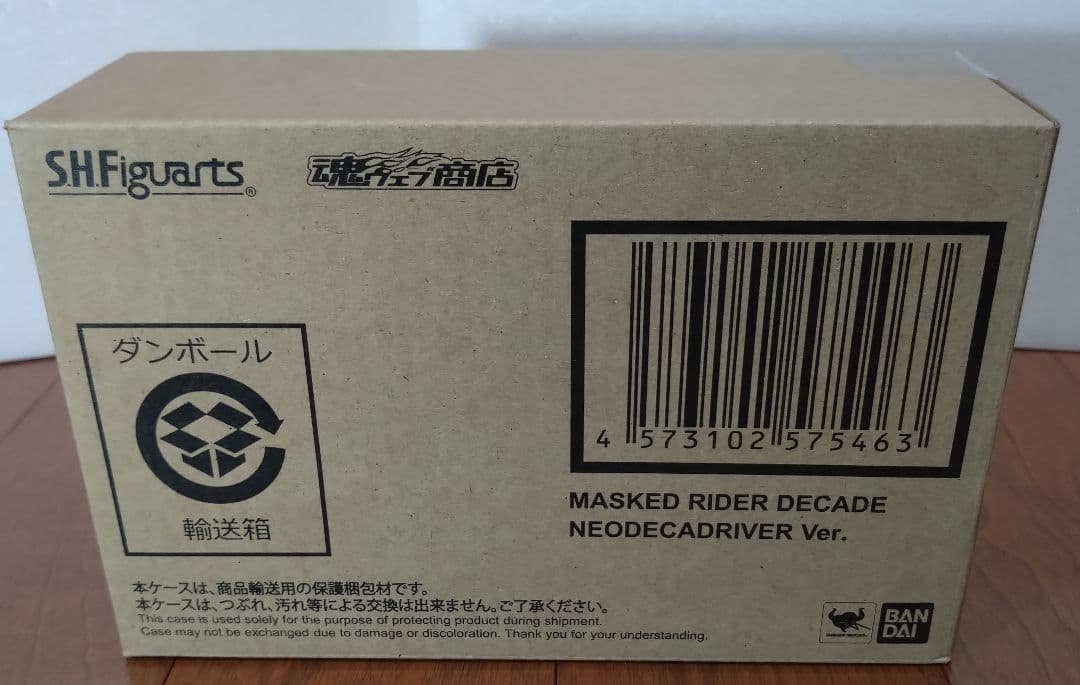 S.H.Figuarts®
魂ウェブ商店
ダンボール
輸送箱
4 573102 575463
MASKED RIDER DECADE
NEODECADRIVER Ver.
本ケースは、商品輸送用の保護梱包材です。
本ケースは、つぶれ、汚れ等による交換は出来ません。ご了承ください。
This case is used solely for the purpose of protecting product during shipment.
Case may not be exchanged due to damage or discoloration. Thank you for your understanding.
BAN
DAI